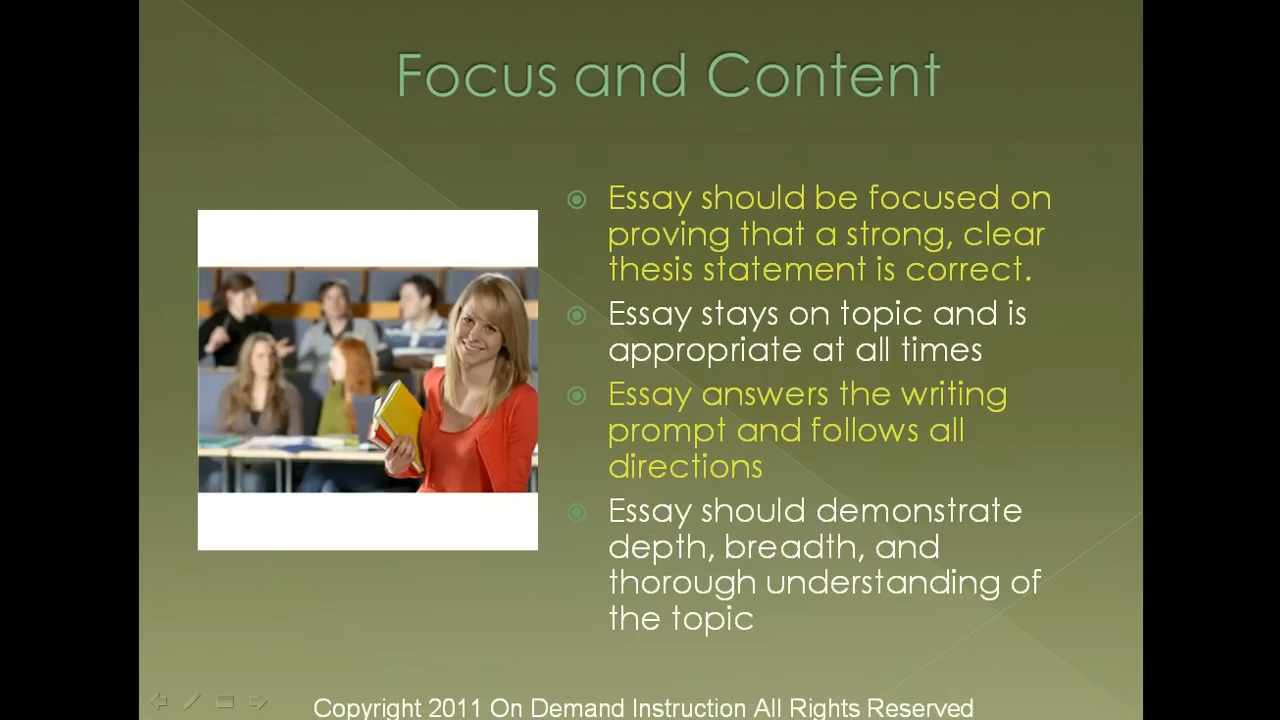 Focus and Content
Essay should be focused on
proving that a strong, clear
thesis statement is correct.
Essay stays on topic and is
appropriate at all times
Essay answers the writing
prompt and follows all
directions
Essay should demonstrate
depth, breadth, and
thorough understanding of
the topic
Copyright 2011 On Demand Instruction All Rights Reserved